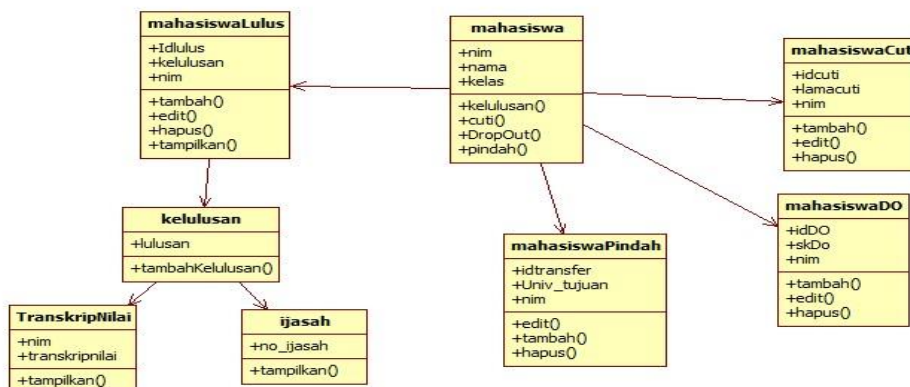 mahasiswaLulus
+Idlulus
+kelulusan
+nim
+tambah()
+edit()
+hapus()
+tampilkan()
mahasiswa
+nim
+nama
+kelas
+kelulusan()
+cuti()
+DropOut()
+pindah()
mahasiswaCut
+idcuti
+lamacuti
+nim
+tambah()
+edit()
+hapus()
kelulusan
+lulusan
+tambahKelulusan()
mahasiswaPindah
+idtransfer
+Univ_tujuan
+nim
+edit()
+tambah()
+hapus()
mahasiswaDO
+idDO
+skDo
+nim
+tambah()
+edit()
+hapus()
TranskripNilai
+nim
+transkripnilai
+tampilkan()
ijasah
+no_ijasah
+tampilkan()